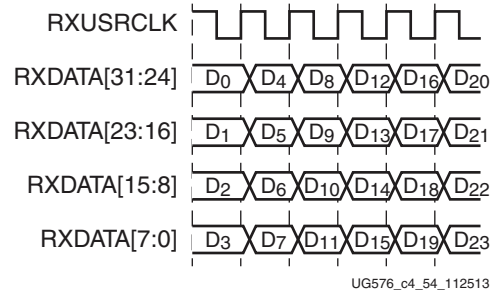 RXUSRCLK
RXDATA[31:24] D0 D4 D8 D12 D16 D20
RXDATA[23:16] D1 D5 D9 D13 D17 D21
RXDATA[15:8] D2 D6 D10 D14 D18 D22
RXDATA[7:0] D3 D7 D11 D15 D19 D23
UG576_c4_54_112513